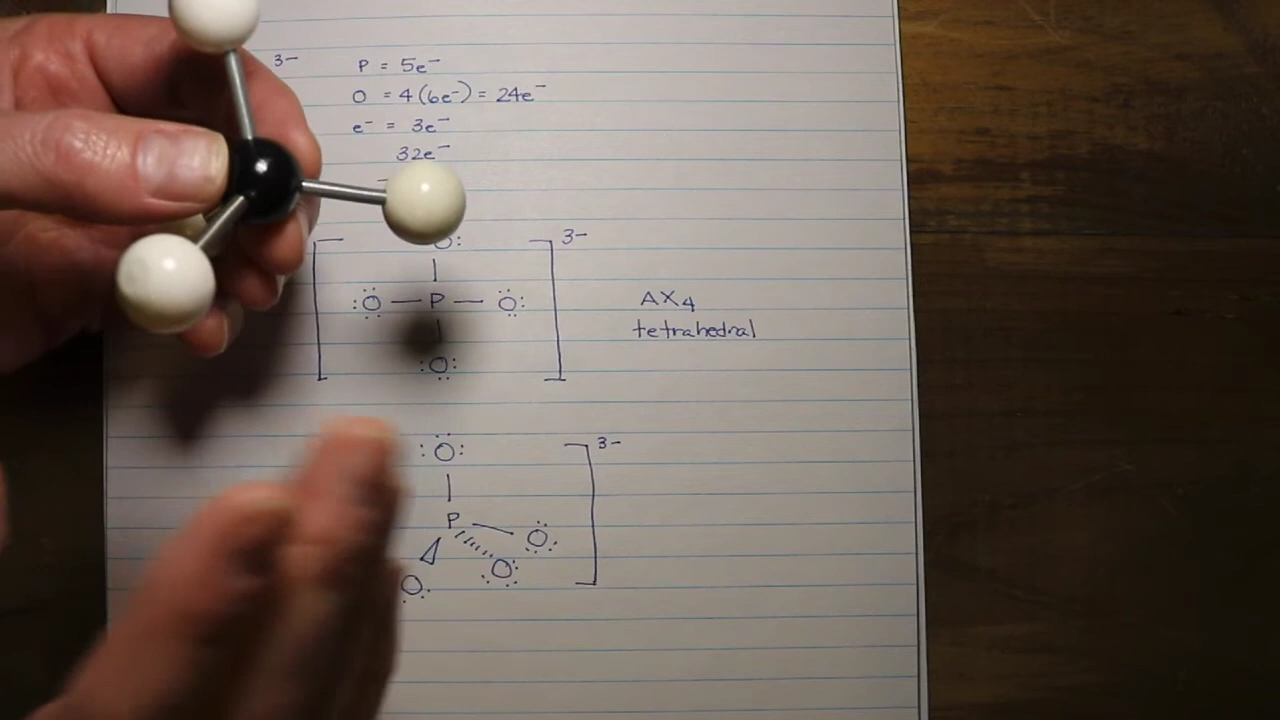 3-
P = 5e-
O = 4(6e-) = 24e-
e- = 3e-
32e-
-
:O:
3-
:O — P — O:
:O:
AX4
tetrahedral
:O:
3-
P
O
O
O